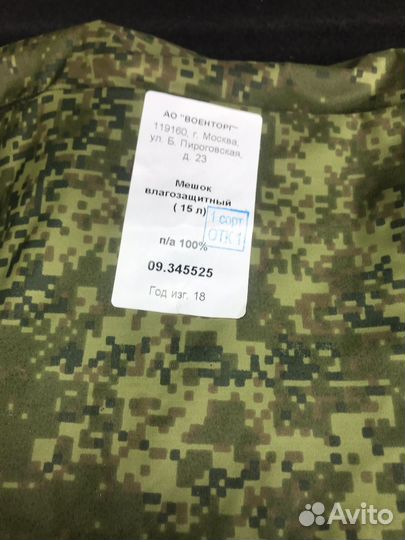 АО "ВОЕНТОРГ"
119160, г. Москва,
ул. Б. Пироговская,
д. 23
Мешок
влагозащитный
( 15 л)
1 сорт
ОТК 1
п/а 100%
09.345525
Год изг. 18
Avito